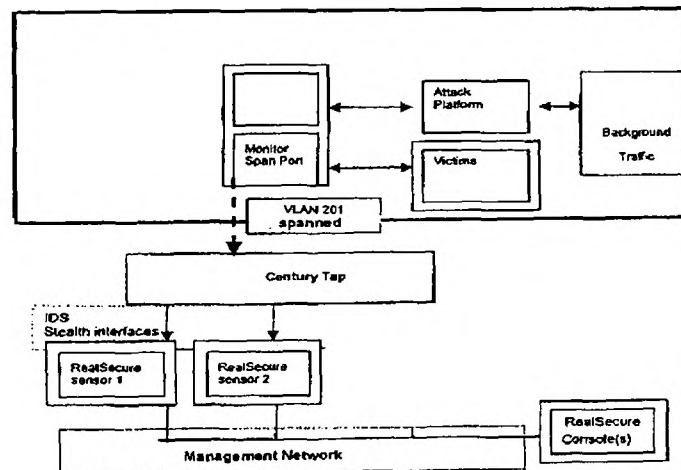 Attack
Platform
Background
Traffic
Monitor
Span Port
Victims
VLAN 201
spanned
Century Tap
IDS
Stealth interfaces
RealSecure
sensor 1
RealSecure
sensor 2
RealSecure
Console(s)
Management Network